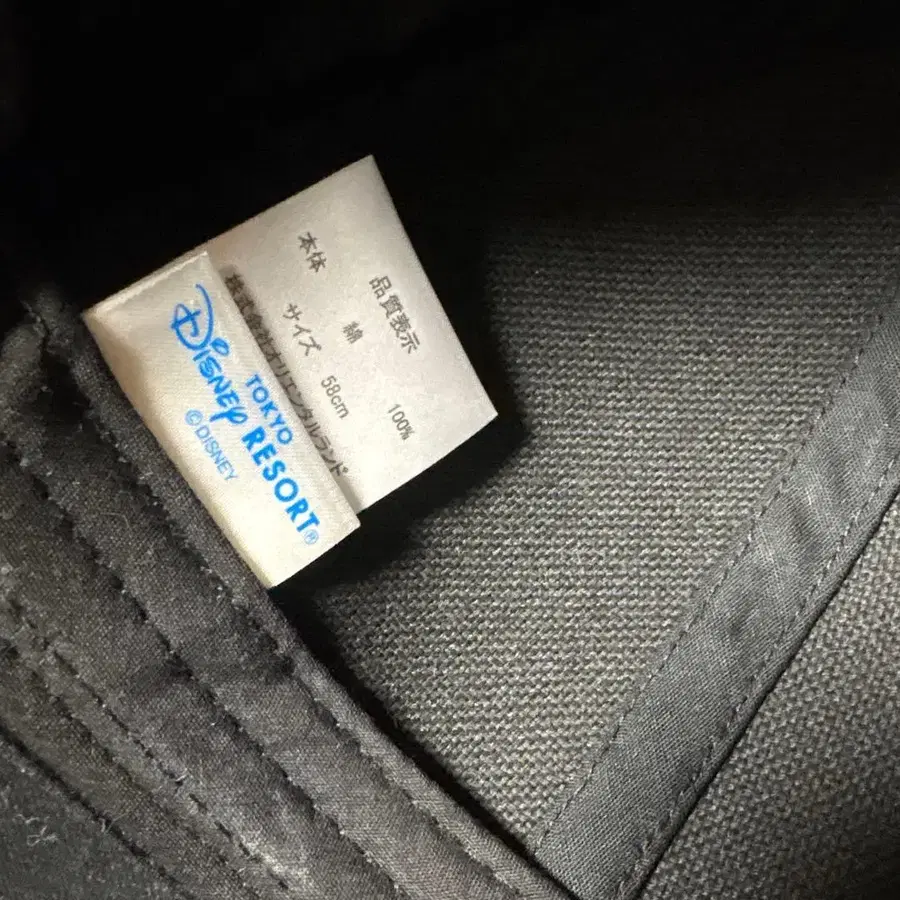 品質表示
本体 綿 100%
サイズ 58cm
株式会社オリエンタルランド
TOKYO
Disney RESORT®
©DISNEY